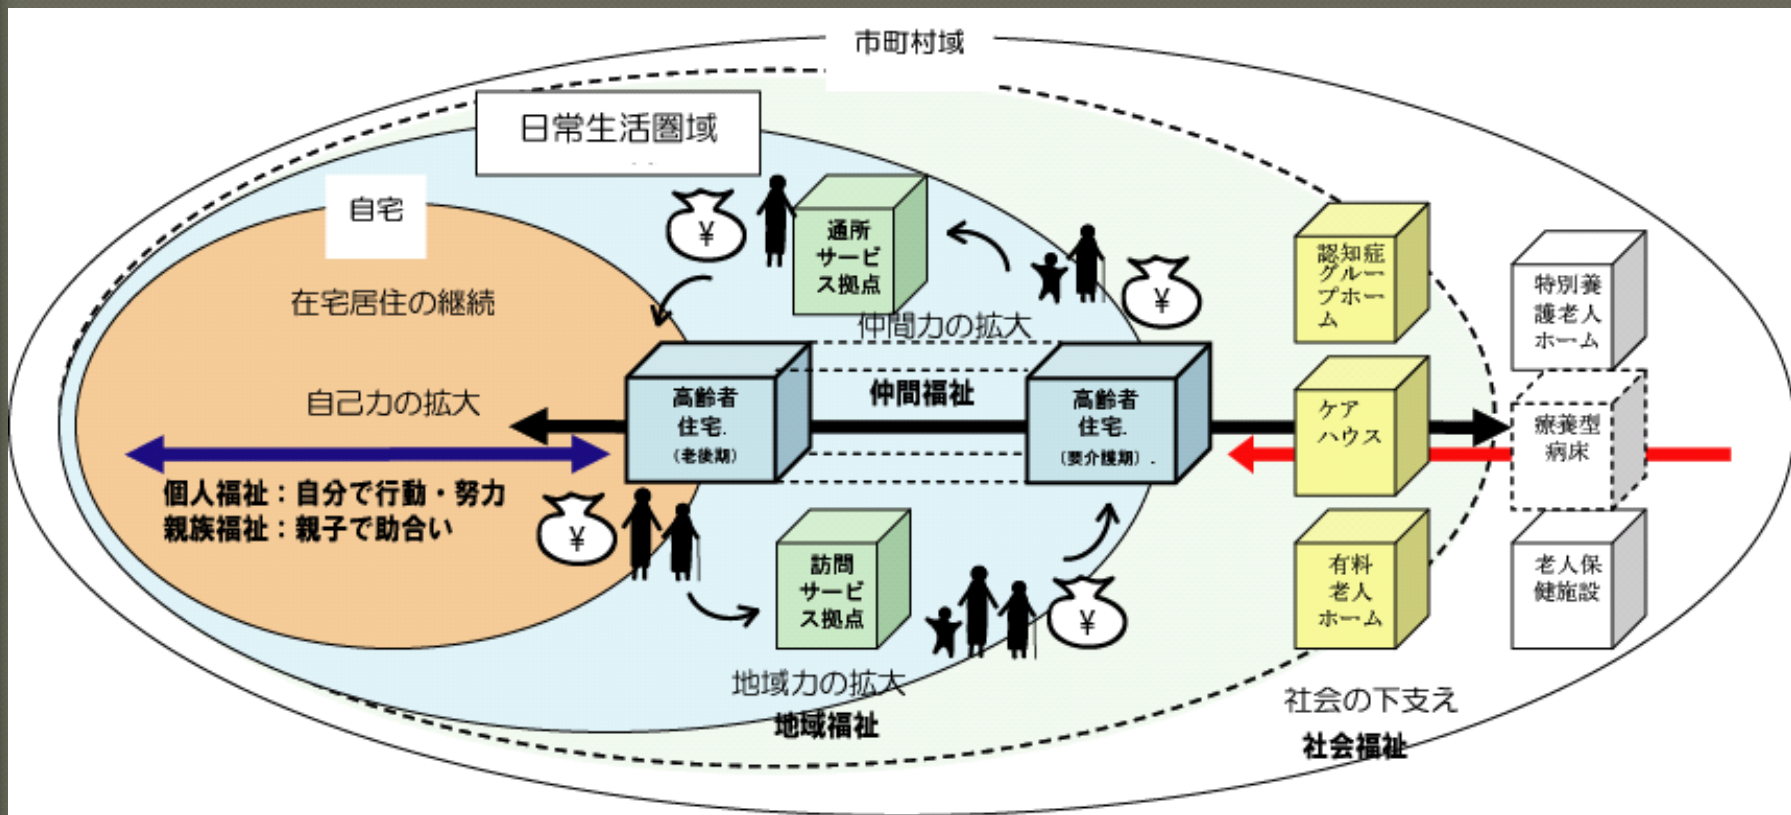 市町村域
日常生活圏域
自宅
在宅居住の継続
自己力の拡大
個人福祉：自分で行動・努力
親族福祉：親子で助合い
¥
通所
サービ
ス拠点
¥
仲間力の拡大
仲間福祉
高齢者
住宅.
（老後期）
高齢者
住宅.
（要介護期）.
¥
訪問
サービ
ス拠点
¥
地域力の拡大
地域福祉
認知症
グルー
プホー
ム
ケア
ハウス
有料
老人
ホーム
特別養
護老人
ホーム
療養型
病床
老人保
健施設
社会の下支え
社会福祉